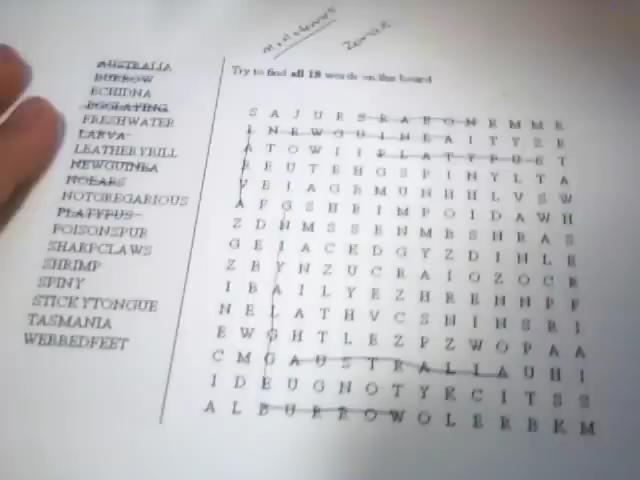 AUSTRALIA
BURROW
ECHIDNA
EGGLAYING
FRESHWATER
LARVA
LEATHERYBILL
NEWGUINEA
NOEARS
NOTGREGARIOUS
PLATYPUS
POISONSPUR
SHARPCLAWS
SHRIMP
SPINY
STICKYTONGUE
TASMANIA
WEBBEDFEET
Try to find all 18 words on the board
S A J U R S R A E O N R M M R
L N E W G U I N E A I T Y E R
A T O W I I P L A T Y P U S T
R E U T E H G S P I N Y L T A
V E I A G E M U N H H L V S W
A F G S H R I M P O I D A W H
Z D N M S S E N M B S H R A S
G E I A C K D G Y Z D I N L E
Z B Y N Z U C R A I O Z O C R
I B A I L Y E Z H R E N N P F
N E L A T H V C S N I N S R I
E W G H T L E Z P Z W O P A A
C M G A U S T R A L I A U H I
I D E U G N O T Y K C I T S S
A L B U R R O W O L E R B K M